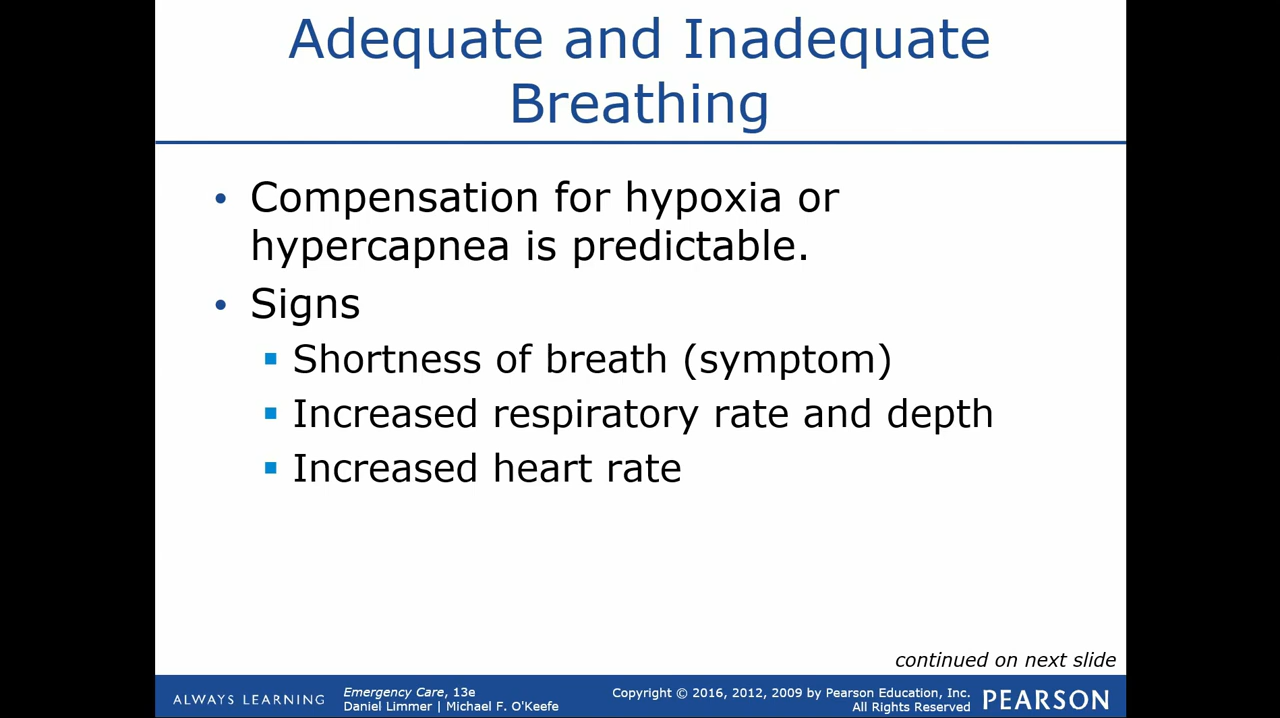 Adequate and Inadequate
Breathing
• Compensation for hypoxia or
hypercapnea is predictable.
• Signs
▪ Shortness of breath (symptom)
▪ Increased respiratory rate and depth
▪ Increased heart rate
continued on next slide
ALWAYS LEARNING
Emergency Care, 13e
Daniel Limmer | Michael F. O'Keefe
Copyright © 2016, 2012, 2009 by Pearson Education, Inc.
All Rights Reserved
PEARSON